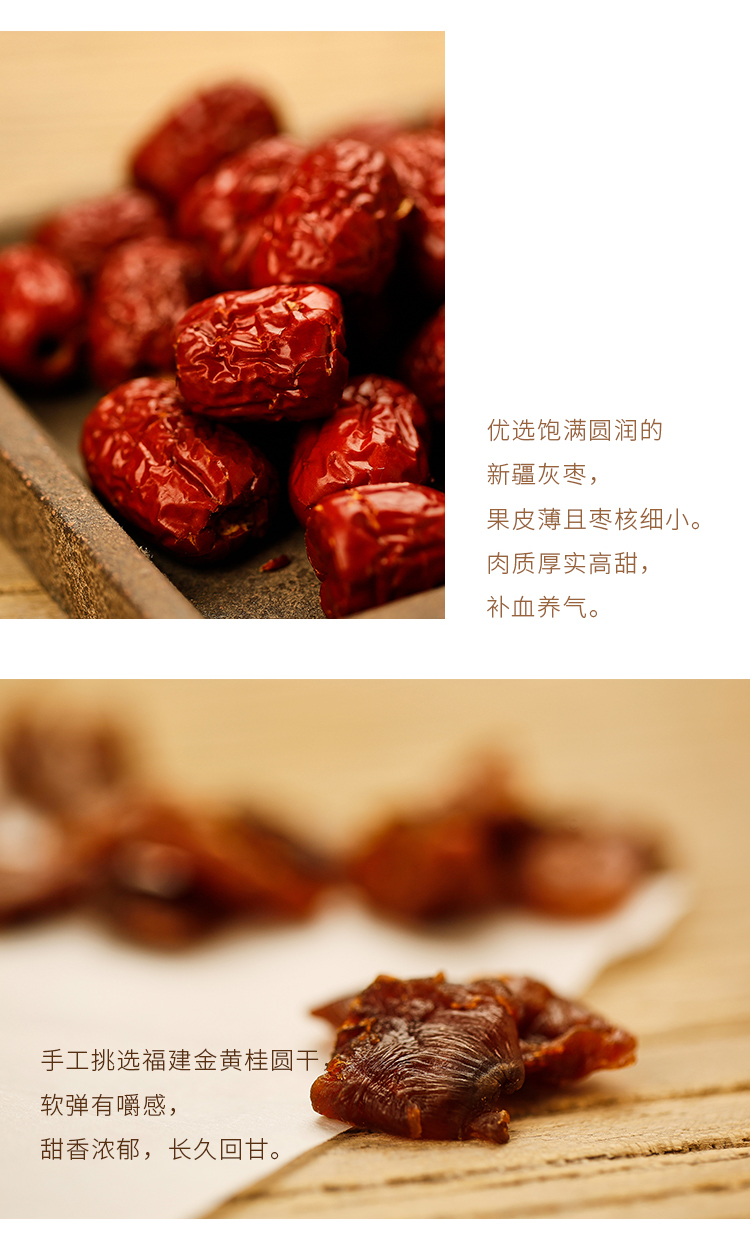 优选饱满圆润的
新疆灰枣，
果皮薄且枣核细小。
肉质厚实高甜，
补血养气。
手工挑选福建金黄桂圆干
软弹有嚼感，
甜香浓郁，长久回甘。